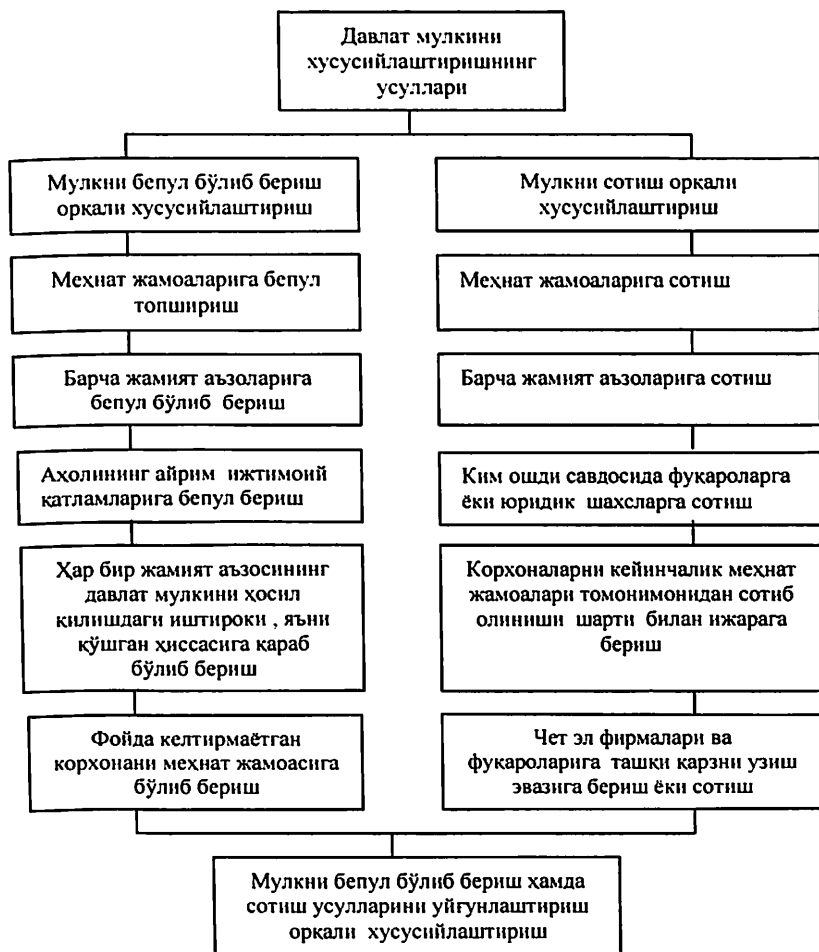 Давлат мулкини
хусусийлаштиришнинг
усуллари
Мулкни бепул бўлиб бериш
орқали хусусийлаштириш
Меҳнат жамоаларига бепул
топшириш
Барча жамият аъзоларига
бепул бўлиб бериш
Ахолининг айрим ижтимоий
қатламларига бепул бериш
Ҳар бир жамият аъзосининг
давлат мулкини ҳосил
қилишдаги иштироки , яъни
қўшган ҳиссасига қараб
бўлиб бериш
Фойда келтирмаётган
корхонани меҳнат жамоасига
бўлиб бериш
Мулкни сотиш орқали
хусусийлаштириш
Меҳнат жамоаларига сотиш
Барча жамият аъзоларига сотиш
Ким ошди савдосида фуқароларга
ёки юридик шахсларга сотиш
Корхоналарни кейинчалик меҳнат
жамоалари томонимонидан сотиб
олиниши шарти билан ижарага
бериш
Чет эл фирмалари ва
фуқароларига ташқи қарзни узиш
эвазига бериш ёки сотиш
Мулкни бепул бўлиб бериш ҳамда
сотиш усулларини уйғунлаштириш
орқали хусусийлаштириш